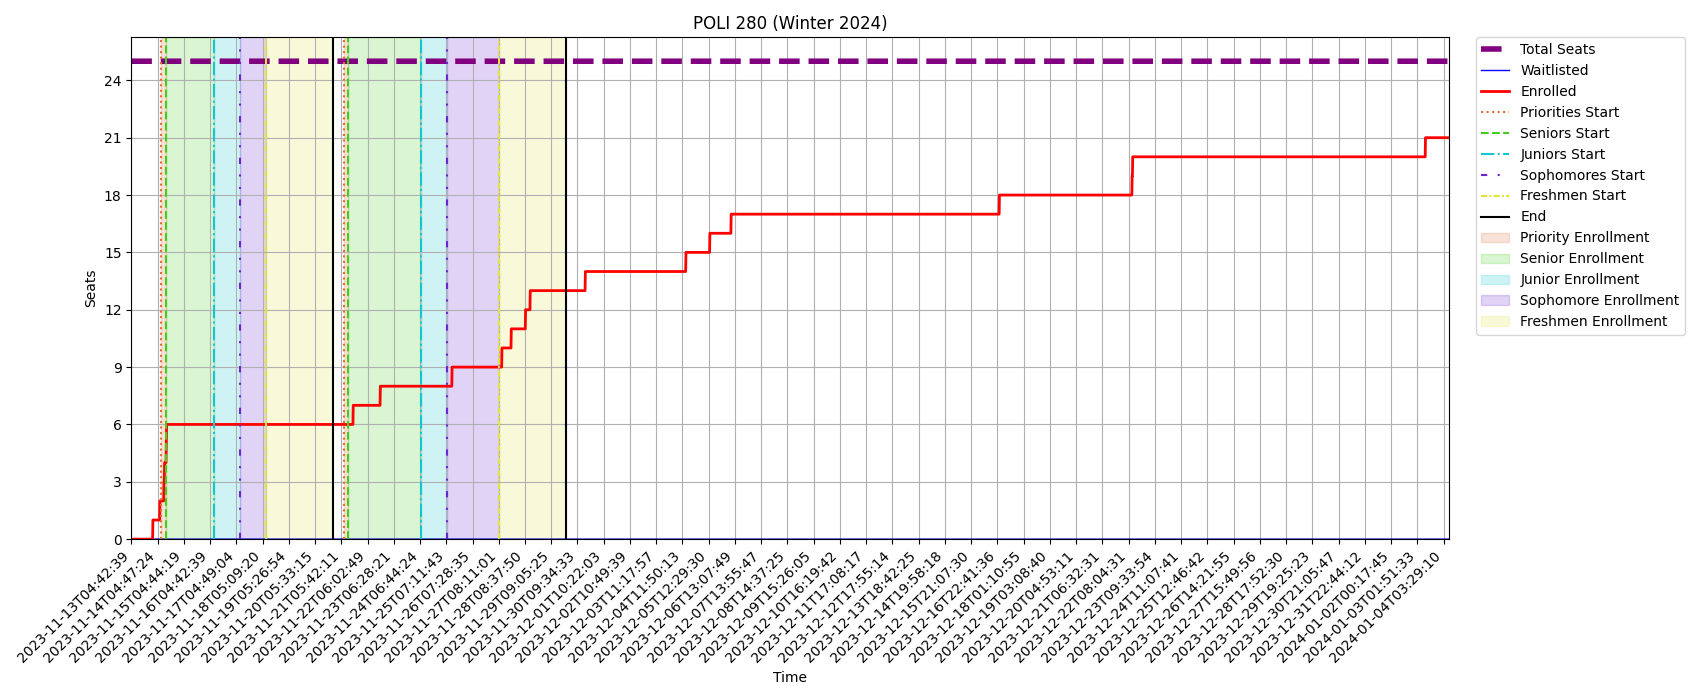 POLI 280 (Winter 2024)
Total Seats
Waitlisted
Enrolled
Priorities Start
Seniors Start
Juniors Start
Sophomores Start
Freshmen Start
End
Priority Enrollment
Senior Enrollment
Junior Enrollment
Sophomore Enrollment
Freshmen Enrollment
Seats
24
21
18
15
12
9
6
3
0
2023-11-13T04:42:39
2023-11-14T04:47:24
2023-11-15T04:44:19
2023-11-16T04:42:39
2023-11-17T04:49:04
2023-11-18T05:09:20
2023-11-19T05:26:54
2023-11-20T05:33:15
2023-11-21T05:42:11
2023-11-22T06:02:49
2023-11-23T06:28:21
2023-11-24T06:44:24
2023-11-26T07:11:43
2023-11-27T07:28:35
2023-11-28T08:11:01
2023-11-28T08:37:50
2023-11-29T09:05:25
2023-11-30T09:34:33
2023-12-01T10:22:03
2023-12-02T10:49:39
2023-12-03T11:17:57
2023-12-04T11:50:13
2023-12-05T12:29:30
2023-12-06T13:07:49
2023-12-07T13:55:47
2023-12-08T14:37:25
2023-12-09T15:26:05
2023-12-10T16:19:42
2023-12-11T17:08:17
2023-12-12T17:55:14
2023-12-13T18:42:25
2023-12-14T19:58:18
2023-12-15T21:07:30
2023-12-16T22:41:36
2023-12-18T01:10:55
2023-12-19T03:08:40
2023-12-20T04:53:11
2023-12-21T06:32:31
2023-12-22T08:04:31
2023-12-23T09:33:54
2023-12-24T11:07:41
2023-12-25T12:46:42
2023-12-26T14:21:55
2023-12-27T15:49:56
2023-12-28T17:52:30
2023-12-29T19:25:23
2023-12-30T21:05:47
2023-12-31T22:44:12
2024-01-02T00:17:45
2024-01-03T01:51:33
2024-01-04T03:29:10
Time